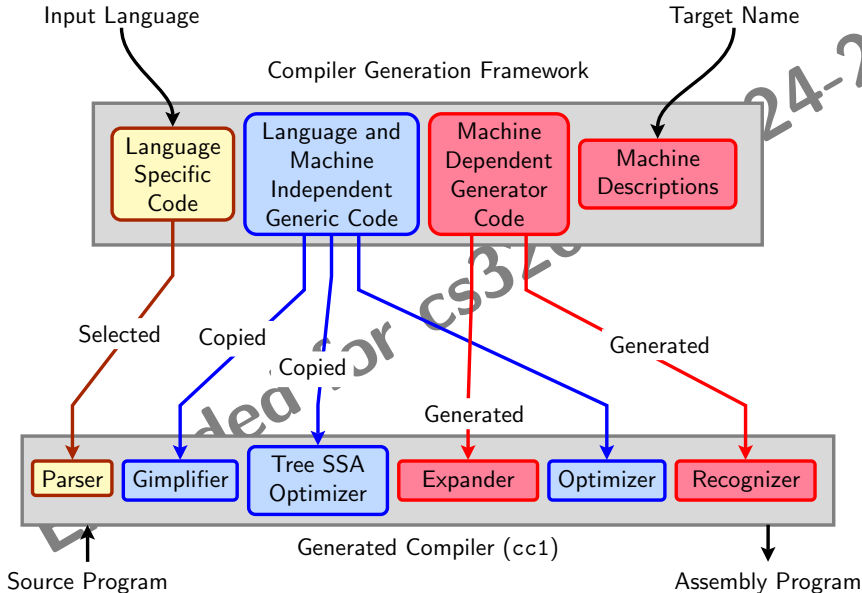 Input Language
Target Name
Compiler Generation Framework
Language
Specific
Code
Language and
Machine
Independent
Generic Code
Machine
Dependent
Generator
Code
Machine
Descriptions
Selected
Copied
Copied
Generated
Generated
Parser
Gimplifier
Tree SSA
Optimizer
Expander
Optimizer
Recognizer
Generated Compiler (cc1)
Source Program
Assembly Program
for